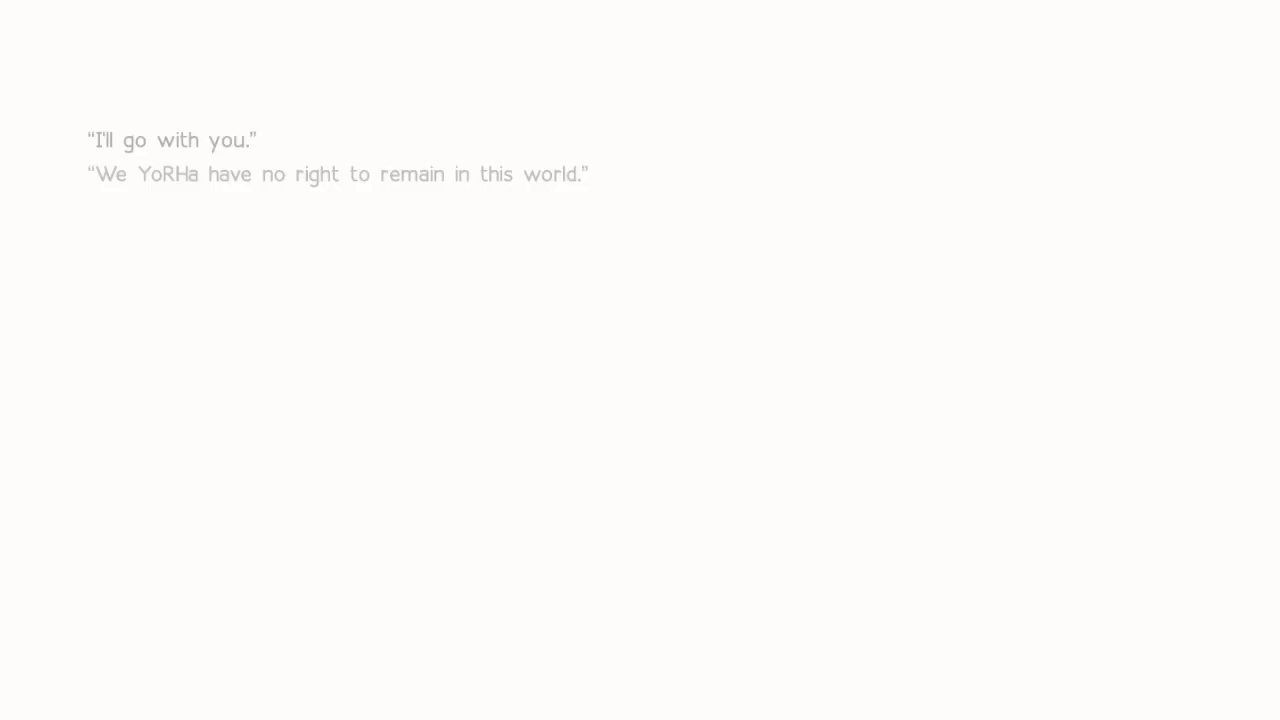 “I'll go with you.”
“We YoRHa have no right to remain in this world.”